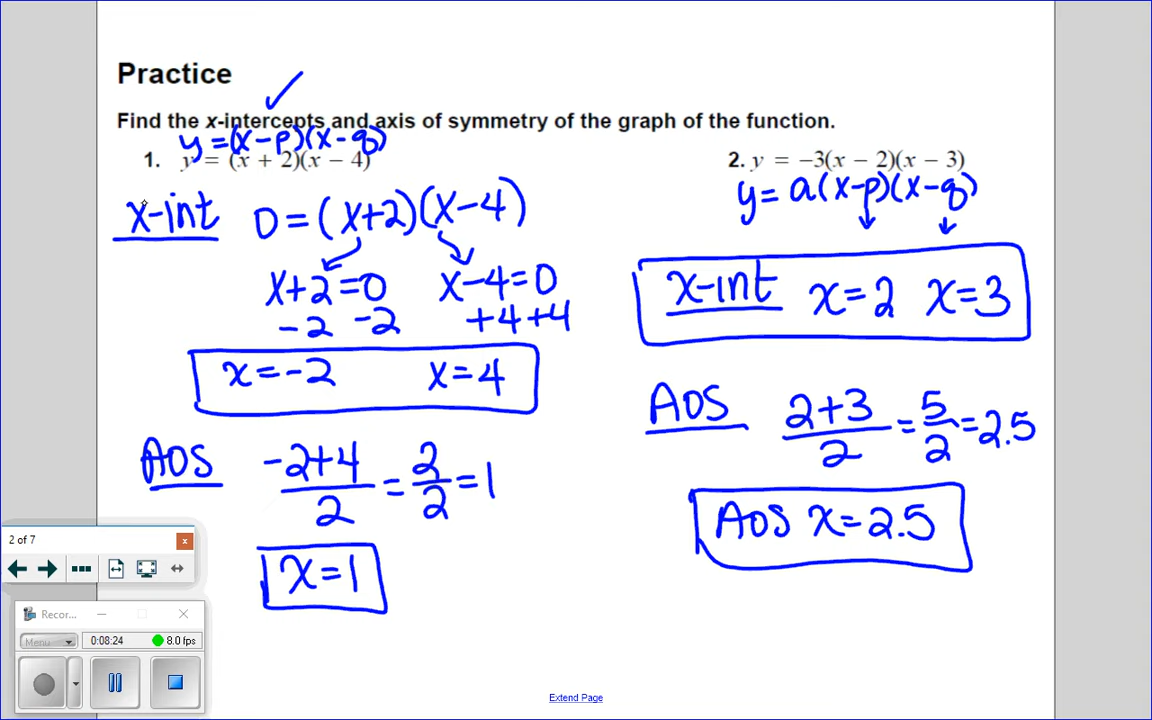 Practice
Find the x-intercepts and axis of symmetry of the graph of the function.
y = (x-p)(x-q)
1. y = (x + 2)(x − 4)
x-int 0 = (x+2)(x-4)
x+2=0 x-4=0
-2 -2 +4 +4
x=-2 x=4
AOS -2+4/2 = 2/2 = 1
x=1
2. y = −3(x − 2)(x − 3)
y= a(x-p)(x-q)
x-int x=2 x=3
AOS 2+3/2 = 5/2 = 2.5
AOS x=2.5
2 of 7
x
Recor...
Menu
0:08:24 8.0 fps
Extend Page